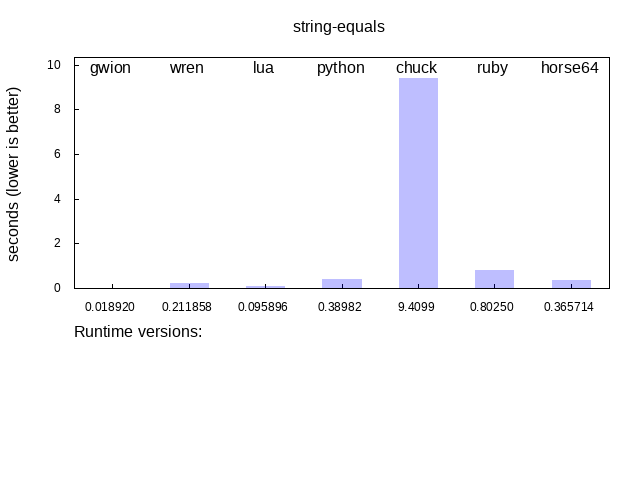 string-equals
seconds (lower is better)
10
8
6
4
2
0
gwion wren lua python chuck ruby horse64
0.018920 0.211858 0.095896 0.38982 9.4099 0.80250 0.365714
Runtime versions: